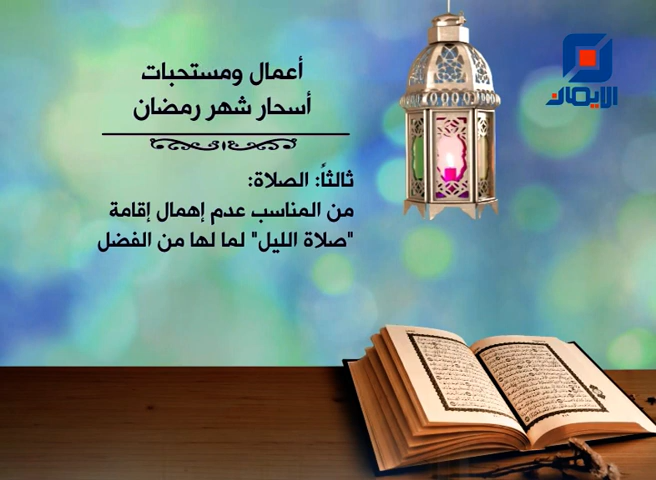 أعمال ومستحبات
أسحار شهر رمضان
ثالثاً: الصلاة:
من المناسب عدم إهمال إقامة
"صلاة الليل" لما لها من الفضل
الايمان